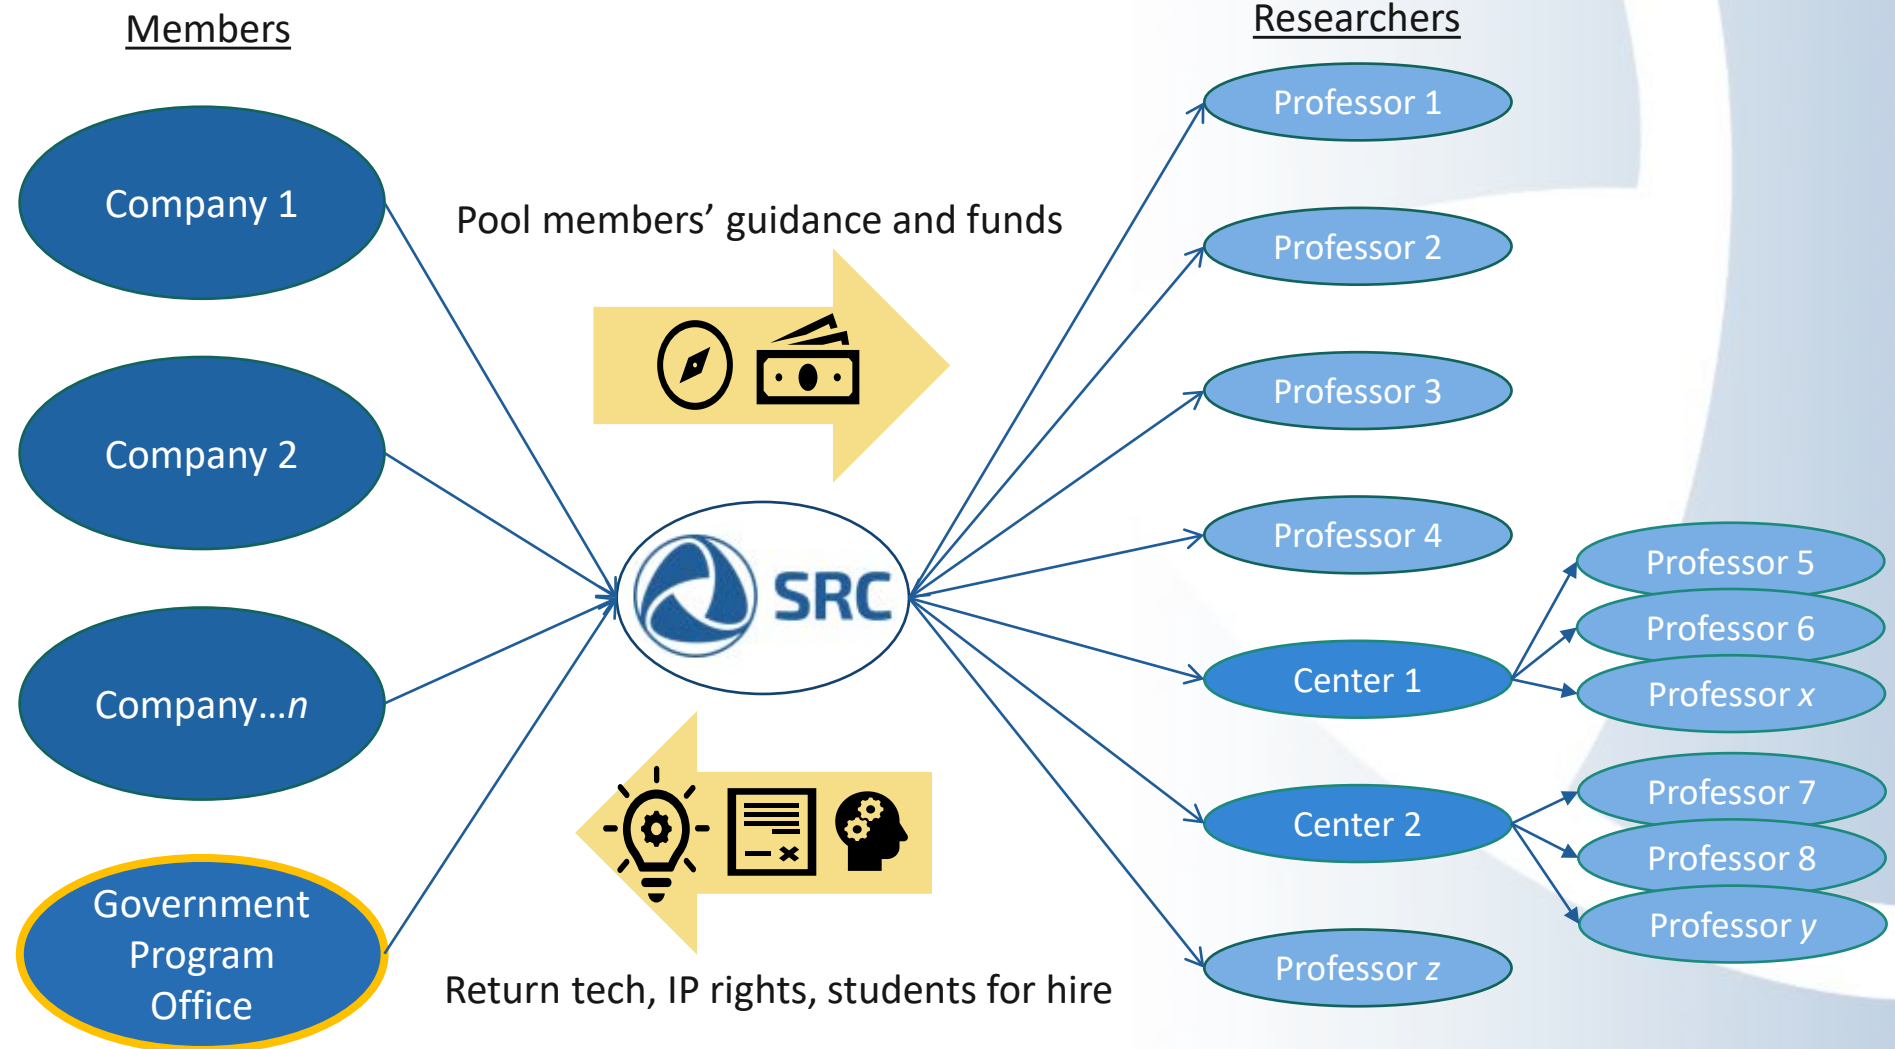 Members
Company 1
Company 2
Company...n
Government
Program
Office
Pool members’ guidance and funds
SRC
Return tech, IP rights, students for hire
Researchers
Professor 1
Professor 2
Professor 3
Professor 4
Center 1
Center 2
Professor z
Professor 5
Professor 6
Professor x
Professor 7
Professor 8
Professor y